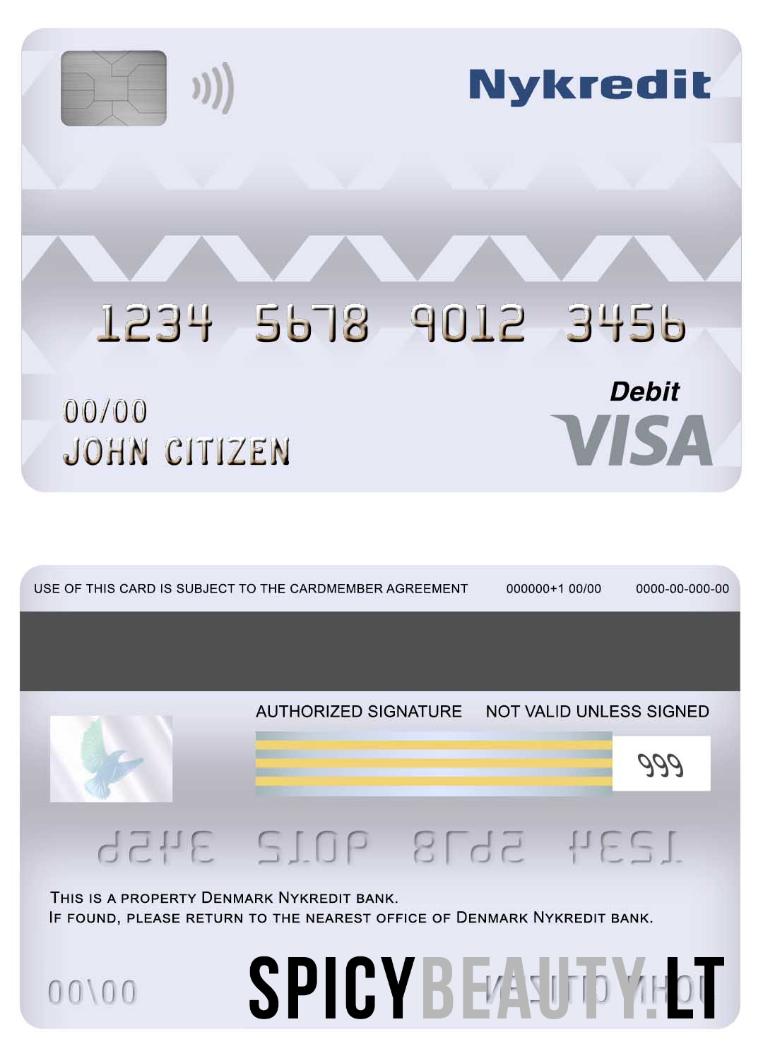 Nykredit
1234 5678 9012 3456
Debit
00/00
VISA
JOHN CITIZEN
USE OF THIS CARD IS SUBJECT TO THE CARDMEMBER AGREEMENT 000000+1 00/00 0000-00-000-00
AUTHORIZED SIGNATURE NOT VALID UNLESS SIGNED
999
1234 5678 9012 3456
THIS IS A PROPERTY DENMARK NYKREDIT BANK.
IF FOUND, PLEASE RETURN TO THE NEAREST OFFICE OF DENMARK NYKREDIT BANK.
00/00 JOHN CITIZEN
SPICYBEAUTY.LT